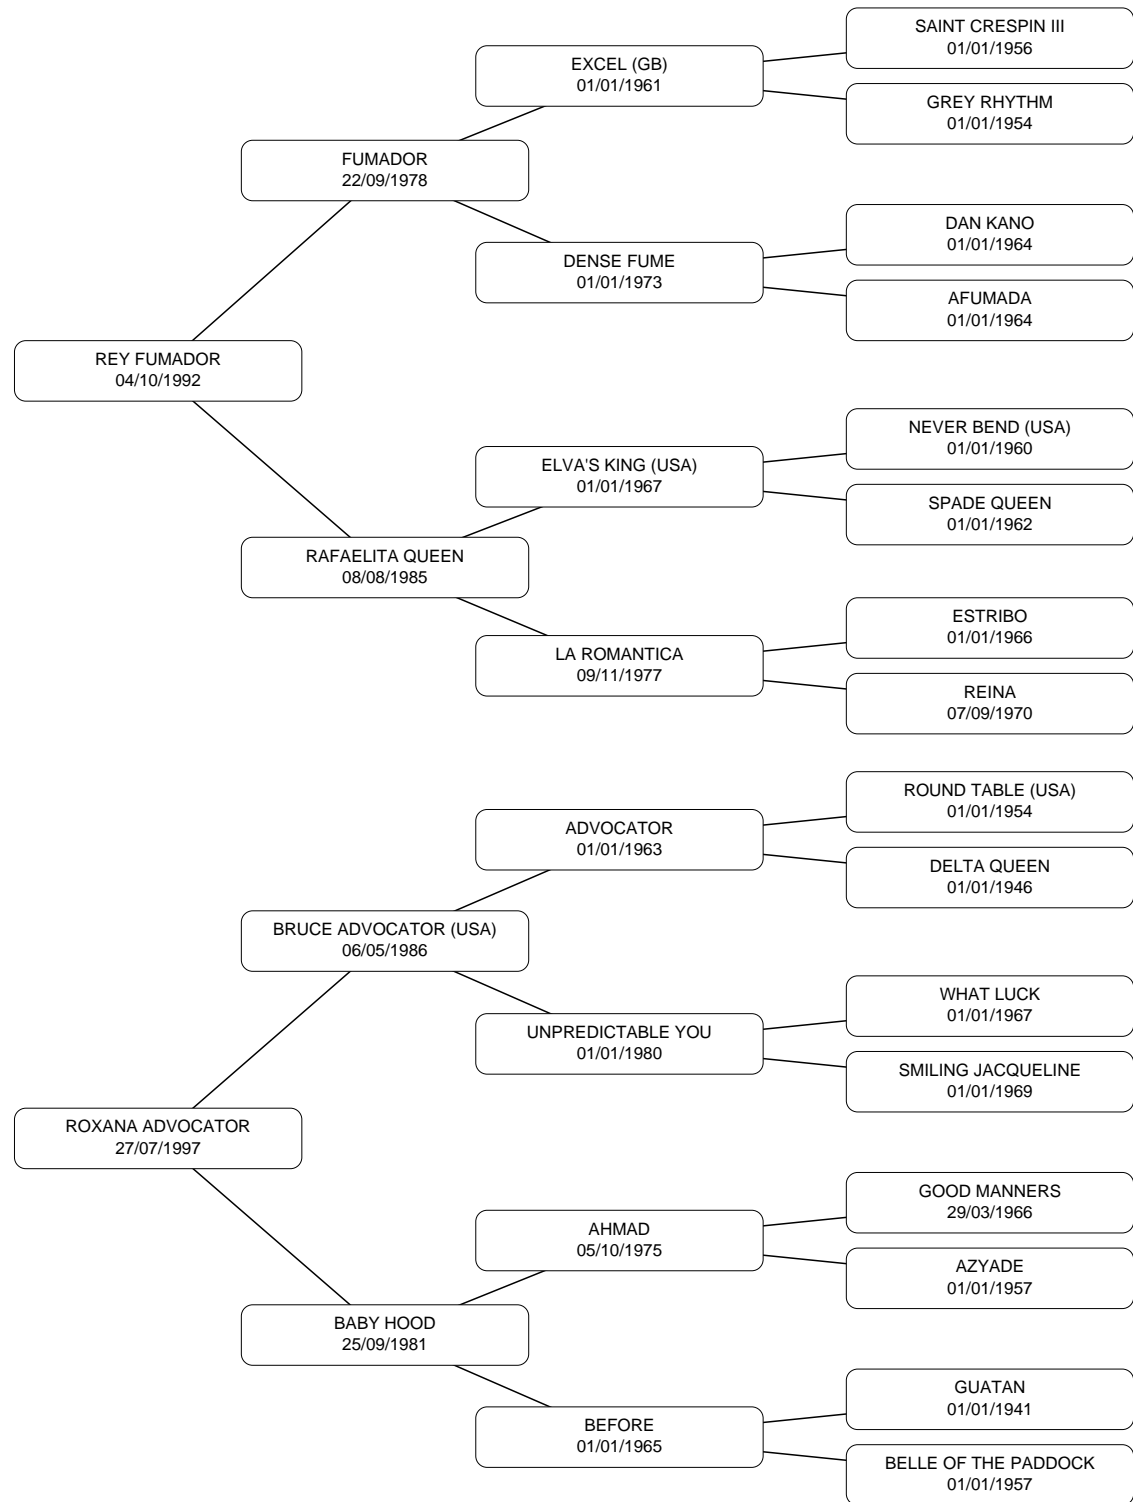 SAINT CRESPIN III
01/01/1956
EXCEL (GB)
01/01/1961
GREY RHYTHM
01/01/1954
FUMADOR
22/09/1978
DAN KANO
01/01/1964
DENSE FUME
01/01/1973
AFUMADA
01/01/1964
REY FUMADOR
04/10/1992
NEVER BEND (USA)
01/01/1960
ELVA'S KING (USA)
01/01/1967
SPADE QUEEN
01/01/1962
RAFAELITA QUEEN
08/08/1985
ESTRIBO
01/01/1966
LA ROMANTICA
09/11/1977
REINA
07/09/1970
ROUND TABLE (USA)
01/01/1954
ADVOCATOR
01/01/1963
DELTA QUEEN
01/01/1946
BRUCE ADVOCATOR (USA)
06/05/1986
WHAT LUCK
01/01/1967
UNPREDICTABLE YOU
01/01/1980
SMILING JACQUELINE
01/01/1969
ROXANA ADVOCATOR
27/07/1997
GOOD MANNERS
29/03/1966
AHMAD
05/10/1975
AZYADE
01/01/1957
BABY HOOD
25/09/1981
GUATAN
01/01/1941
BEFORE
01/01/1965
BELLE OF THE PADDOCK
01/01/1957